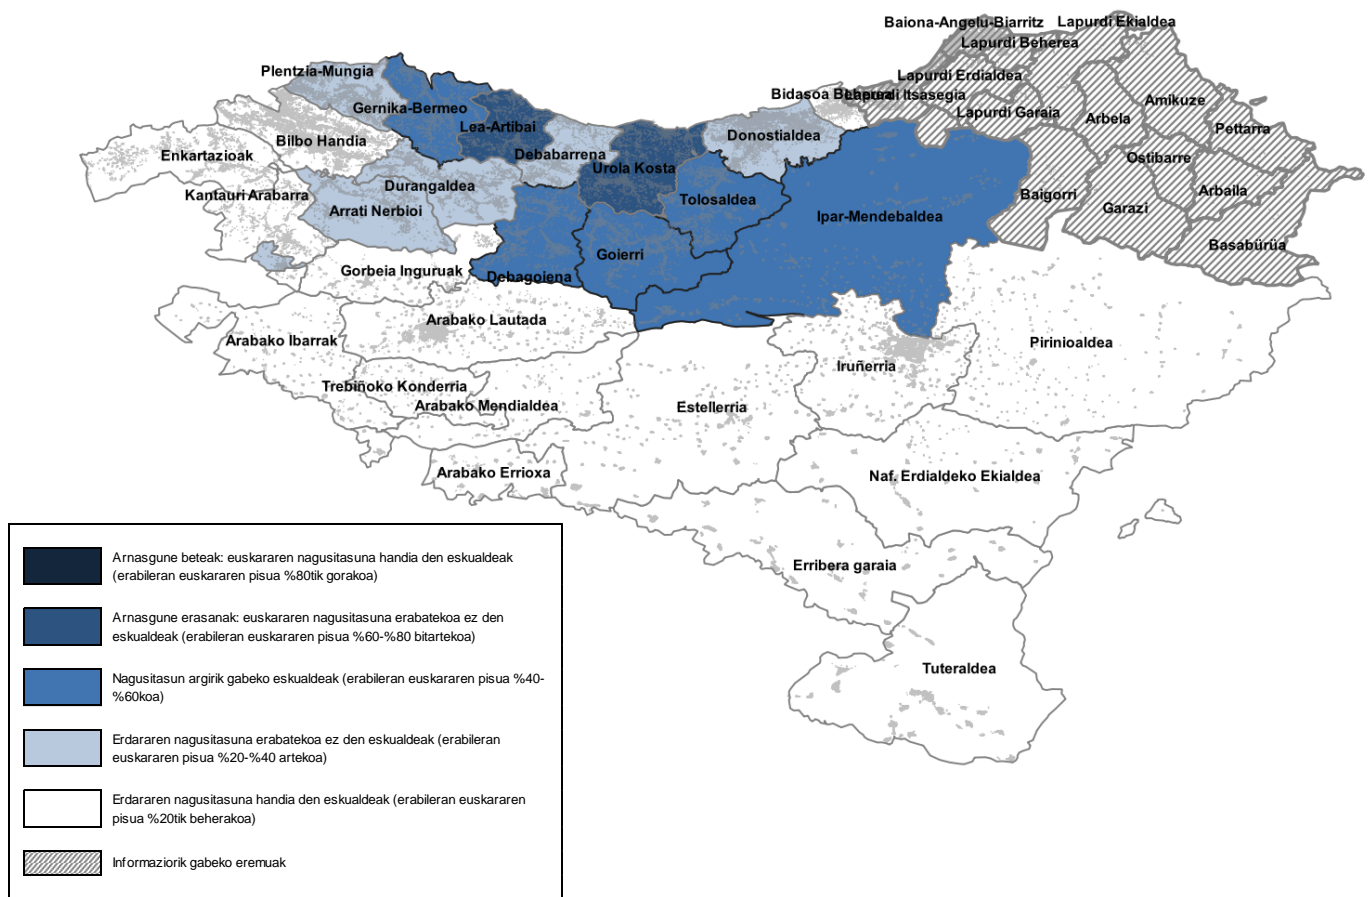 Baiona-Angelu-Biarritz
Lapurdi Ekialdea
Lapurdi Beherea
Plentzia-Mungia
Lapurdi Erdialdea
Bidasoa Beherea
Lapurdi Itsasegia
Amikuze
Gernika-Bermeo
Lapurdi Garaia
Arbela
Lea-Artibai
Pettarra
Bilbo Handia
Donostialdea
Enkartazioak
Debabarrena
Ostibarre
Urola Kosta
Durangaldea
Kantauri Arabarra
Arbaila
Baigorri
Tolosaldea
Arrati Nerbioi
Garazi
Ipar-Mendebaldea
Basabürüa
Goierri
Gorbeia Inguruak
Debagoiena
Arabako Lautada
Arabako Ibarrak
Pirinioaldea
Iruñerria
Trebiñoko Konderria
Arabako Mendialdea
Estellerria
Arabako Errioxa
Naf. Erdialdeko Ekialdea
Erribera garaia
Tuteraldea
Arnasgune beteak: euskararen nagusitasuna handia den eskualdeak
(erabileran euskararen pisua %80tik gorakoa)
Arnasgune erasanak: euskararen nagusitasuna erabatekoa ez den
eskualdeak (erabileran euskararen pisua %60-%80 bitartekoa)
Nagusitasun argirik gabeko eskualdeak (erabileran euskararen pisua %40-
%60koa)
Erdararen nagusitasuna erabatekoa ez den eskualdeak (erabileran
euskararen pisua %20-%40 artekoa)
Erdararen nagusitasuna handia den eskualdeak (erabileran euskararen
pisua %20tik beherakoa)
Informaziorik gabeko eremuak